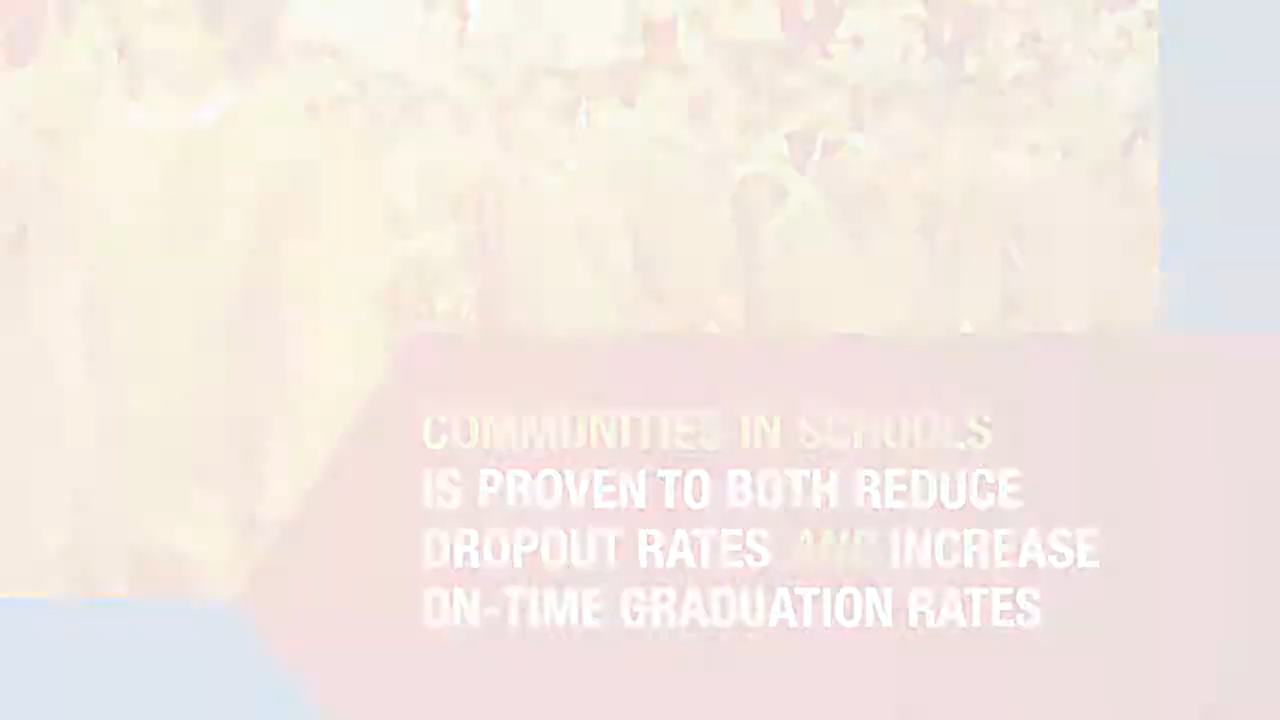 COMMUNITIES IN SCHOOLS
IS PROVEN TO BOTH REDUCE
DROPOUT RATES AND INCREASE
ON-TIME GRADUATION RATES